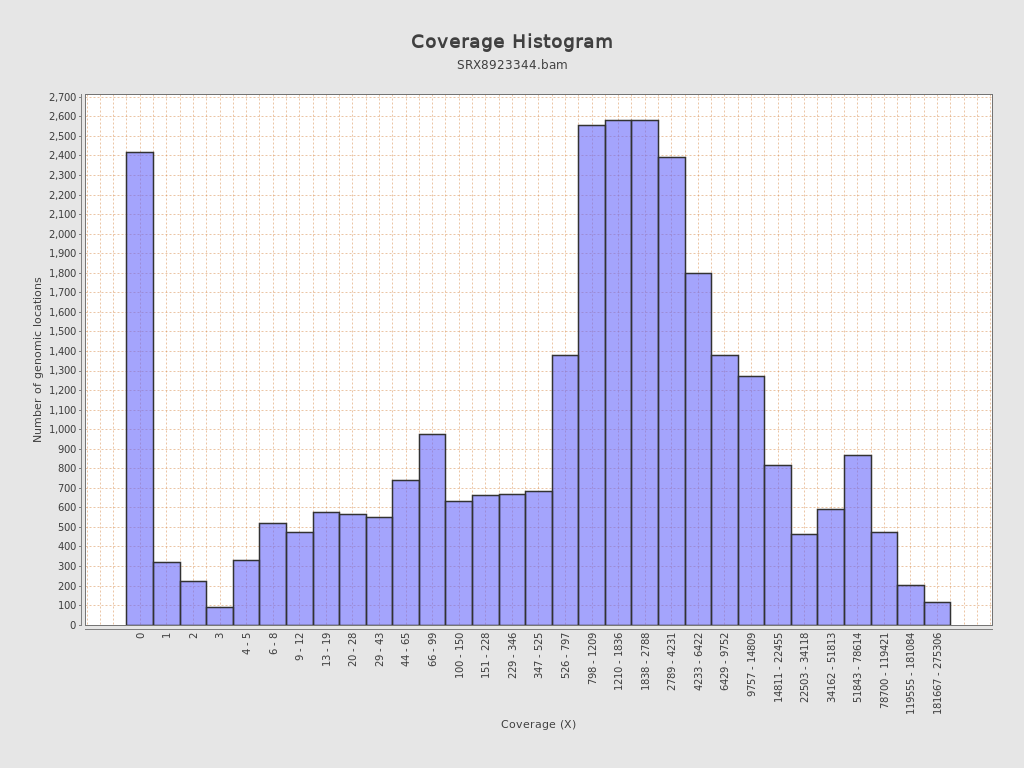 Coverage Histogram
SRX8923344.bam
Number of genomic locations
2,700
2,600
2,500
2,400
2,300
2,200
2,100
2,000
1,900
1,800
1,700
1,600
1,500
1,400
1,300
1,200
1,100
1,000
900
800
700
600
500
400
300
200
100
0
0
1
2
3
4 - 5
6 - 8
9 - 12
13 - 19
20 - 28
29 - 43
44 - 65
66 - 99
100 - 150
151 - 228
229 - 346
347 - 525
526 - 797
798 - 1209
1210 - 1836
1838 - 2788
2789 - 4231
4233 - 6422
6429 - 9752
9757 - 14809
14811 - 22455
22503 - 34118
34162 - 51813
51843 - 78614
78700 - 119421
119555 - 181084
181667 - 275306
Coverage (X)